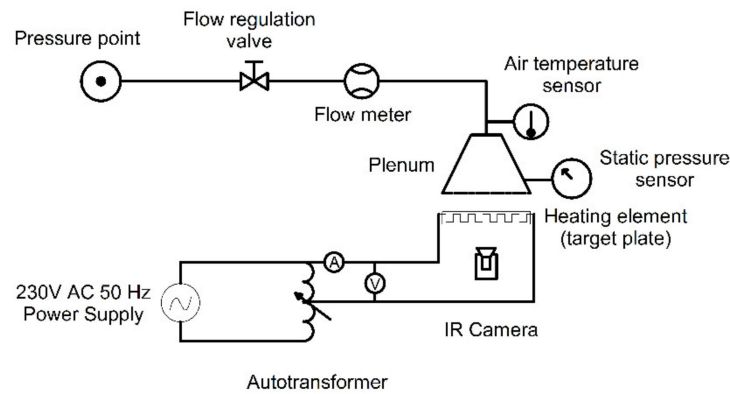 Flow regulation
valve
Pressure point
Air temperature
sensor
Flow meter
Plenum
Static pressure
sensor
Heating element
(target plate)
A
V
230V AC 50 Hz
Power Supply
IR Camera
Autotransformer